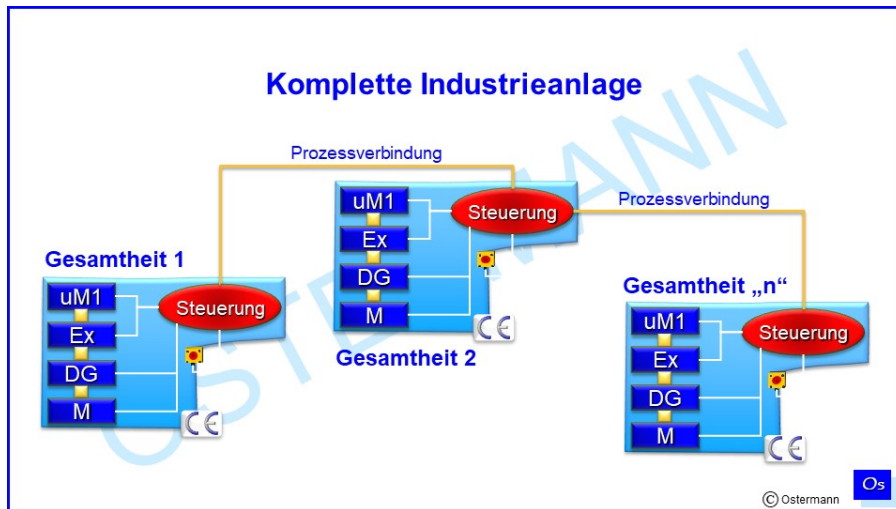 Komplette Industrieanlage
Prozessverbindung
Prozessverbindung
Gesamtheit 1
uM1
Ex
DG
M
Steuerung
CE
Gesamtheit 2
uM1
Ex
DG
M
Steuerung
CE
Gesamtheit „n“
uM1
Ex
DG
M
Steuerung
CE
OSTERMANN
Os
© Ostermann